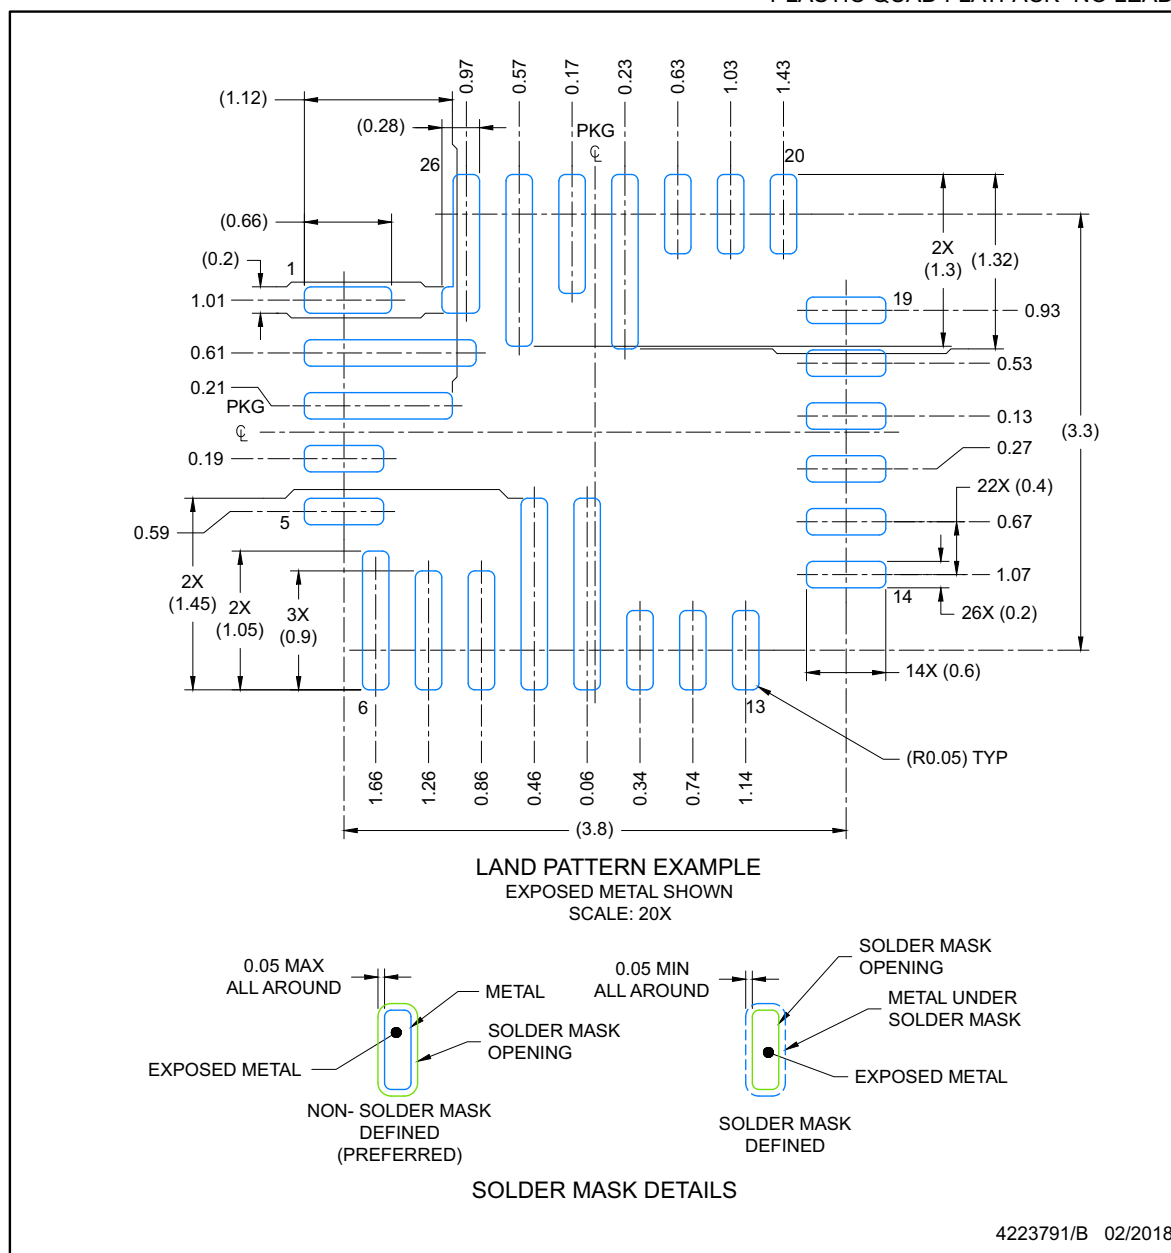 0.97
0.57
0.17
0.23
0.63
1.03
1.43
(1.12)
(0.28)
PKG
℄
26
20
(0.66)
(0.2)
1
2X
(1.3)
(1.32)
1.01
19
0.93
0.61
0.53
0.21
PKG
℄
0.13
(3.3)
0.19
0.27
22X (0.4)
5
0.59
0.67
2X
(1.45)
2X
(1.05)
3X
(0.9)
1.07
14
26X (0.2)
14X (0.6)
6
13
(R0.05) TYP
1.66
1.26
0.86
0.46
0.06
0.34
0.74
1.14
(3.8)
LAND PATTERN EXAMPLE
EXPOSED METAL SHOWN
SCALE: 20X
0.05 MAX
ALL AROUND
METAL
SOLDER MASK
OPENING
EXPOSED METAL
NON- SOLDER MASK
DEFINED
(PREFERRED)
0.05 MIN
ALL AROUND
SOLDER MASK
OPENING
METAL UNDER
SOLDER MASK
EXPOSED METAL
SOLDER MASK
DEFINED
SOLDER MASK DETAILS
4223791/B 02/2018